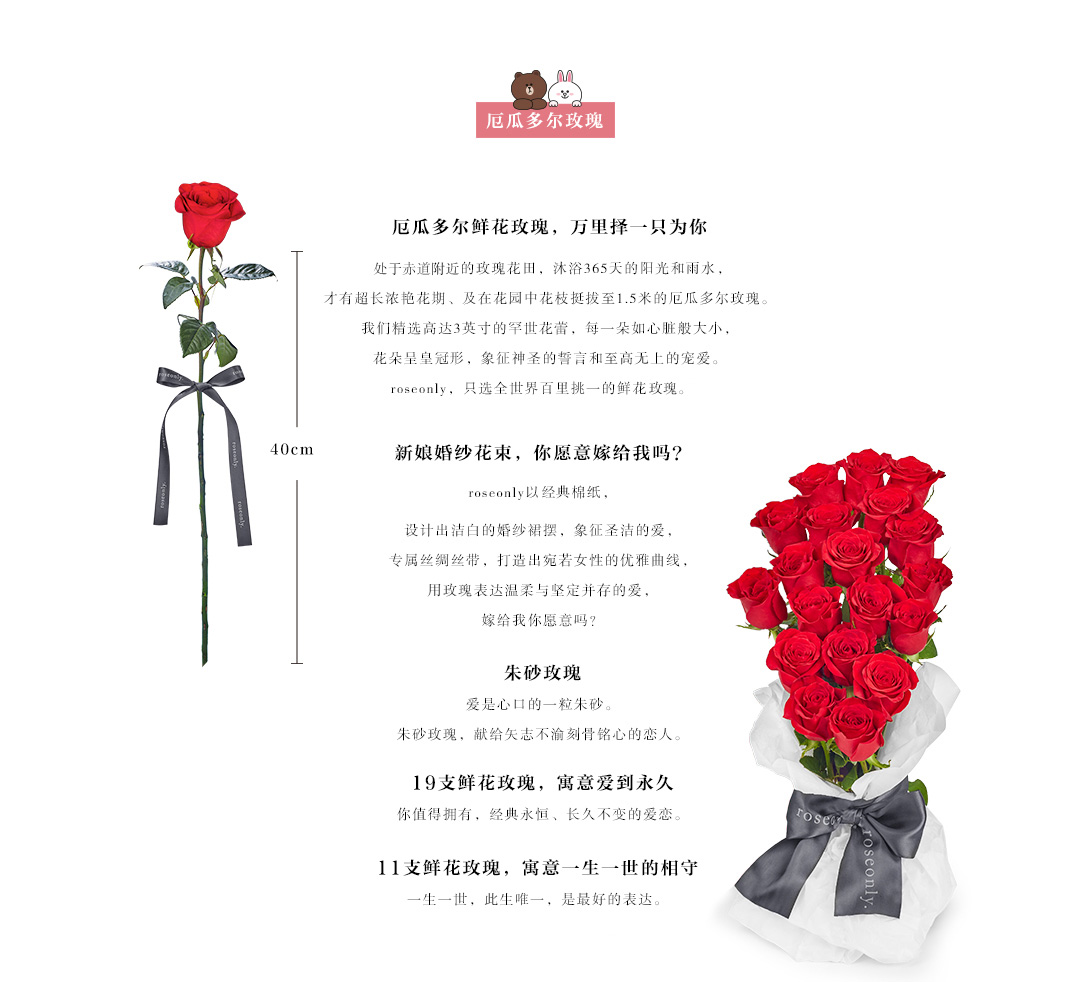 厄瓜多尔玫瑰
厄瓜多尔鲜花玫瑰，万里择一只为你
处于赤道附近的玫瑰花田，沐浴365天的阳光和雨水，
才有超长浓艳花期、及在花园中花枝挺拔至1.5米的厄瓜多尔玫瑰。
我们精选高达3英寸的罕世花蕾，每一朵如心脏般大小，
花朵呈皇冠形，象征神圣的誓言和至高无上的宠爱。
roseonly，只选全世界百里挑一的鲜花玫瑰。
roseonly
roseonly.
roseonly.
40cm
新娘婚纱花束，你愿意嫁给我吗？
roseonly以经典棉纸，
设计出洁白的婚纱裙摆，象征圣洁的爱，
专属丝绸丝带，打造出宛若女性的优雅曲线，
用玫瑰表达温柔与坚定并存的爱，
嫁给我你愿意吗？
朱砂玫瑰
爱是心口的一粒朱砂。
朱砂玫瑰，献给矢志不渝刻骨铭心的恋人。
19支鲜花玫瑰，寓意爱到永久
你值得拥有，经典永恒、长久不变的爱恋。
11支鲜花玫瑰，寓意一生一世的相守
一生一世，此生唯一，是最好的表达。
roseonly.